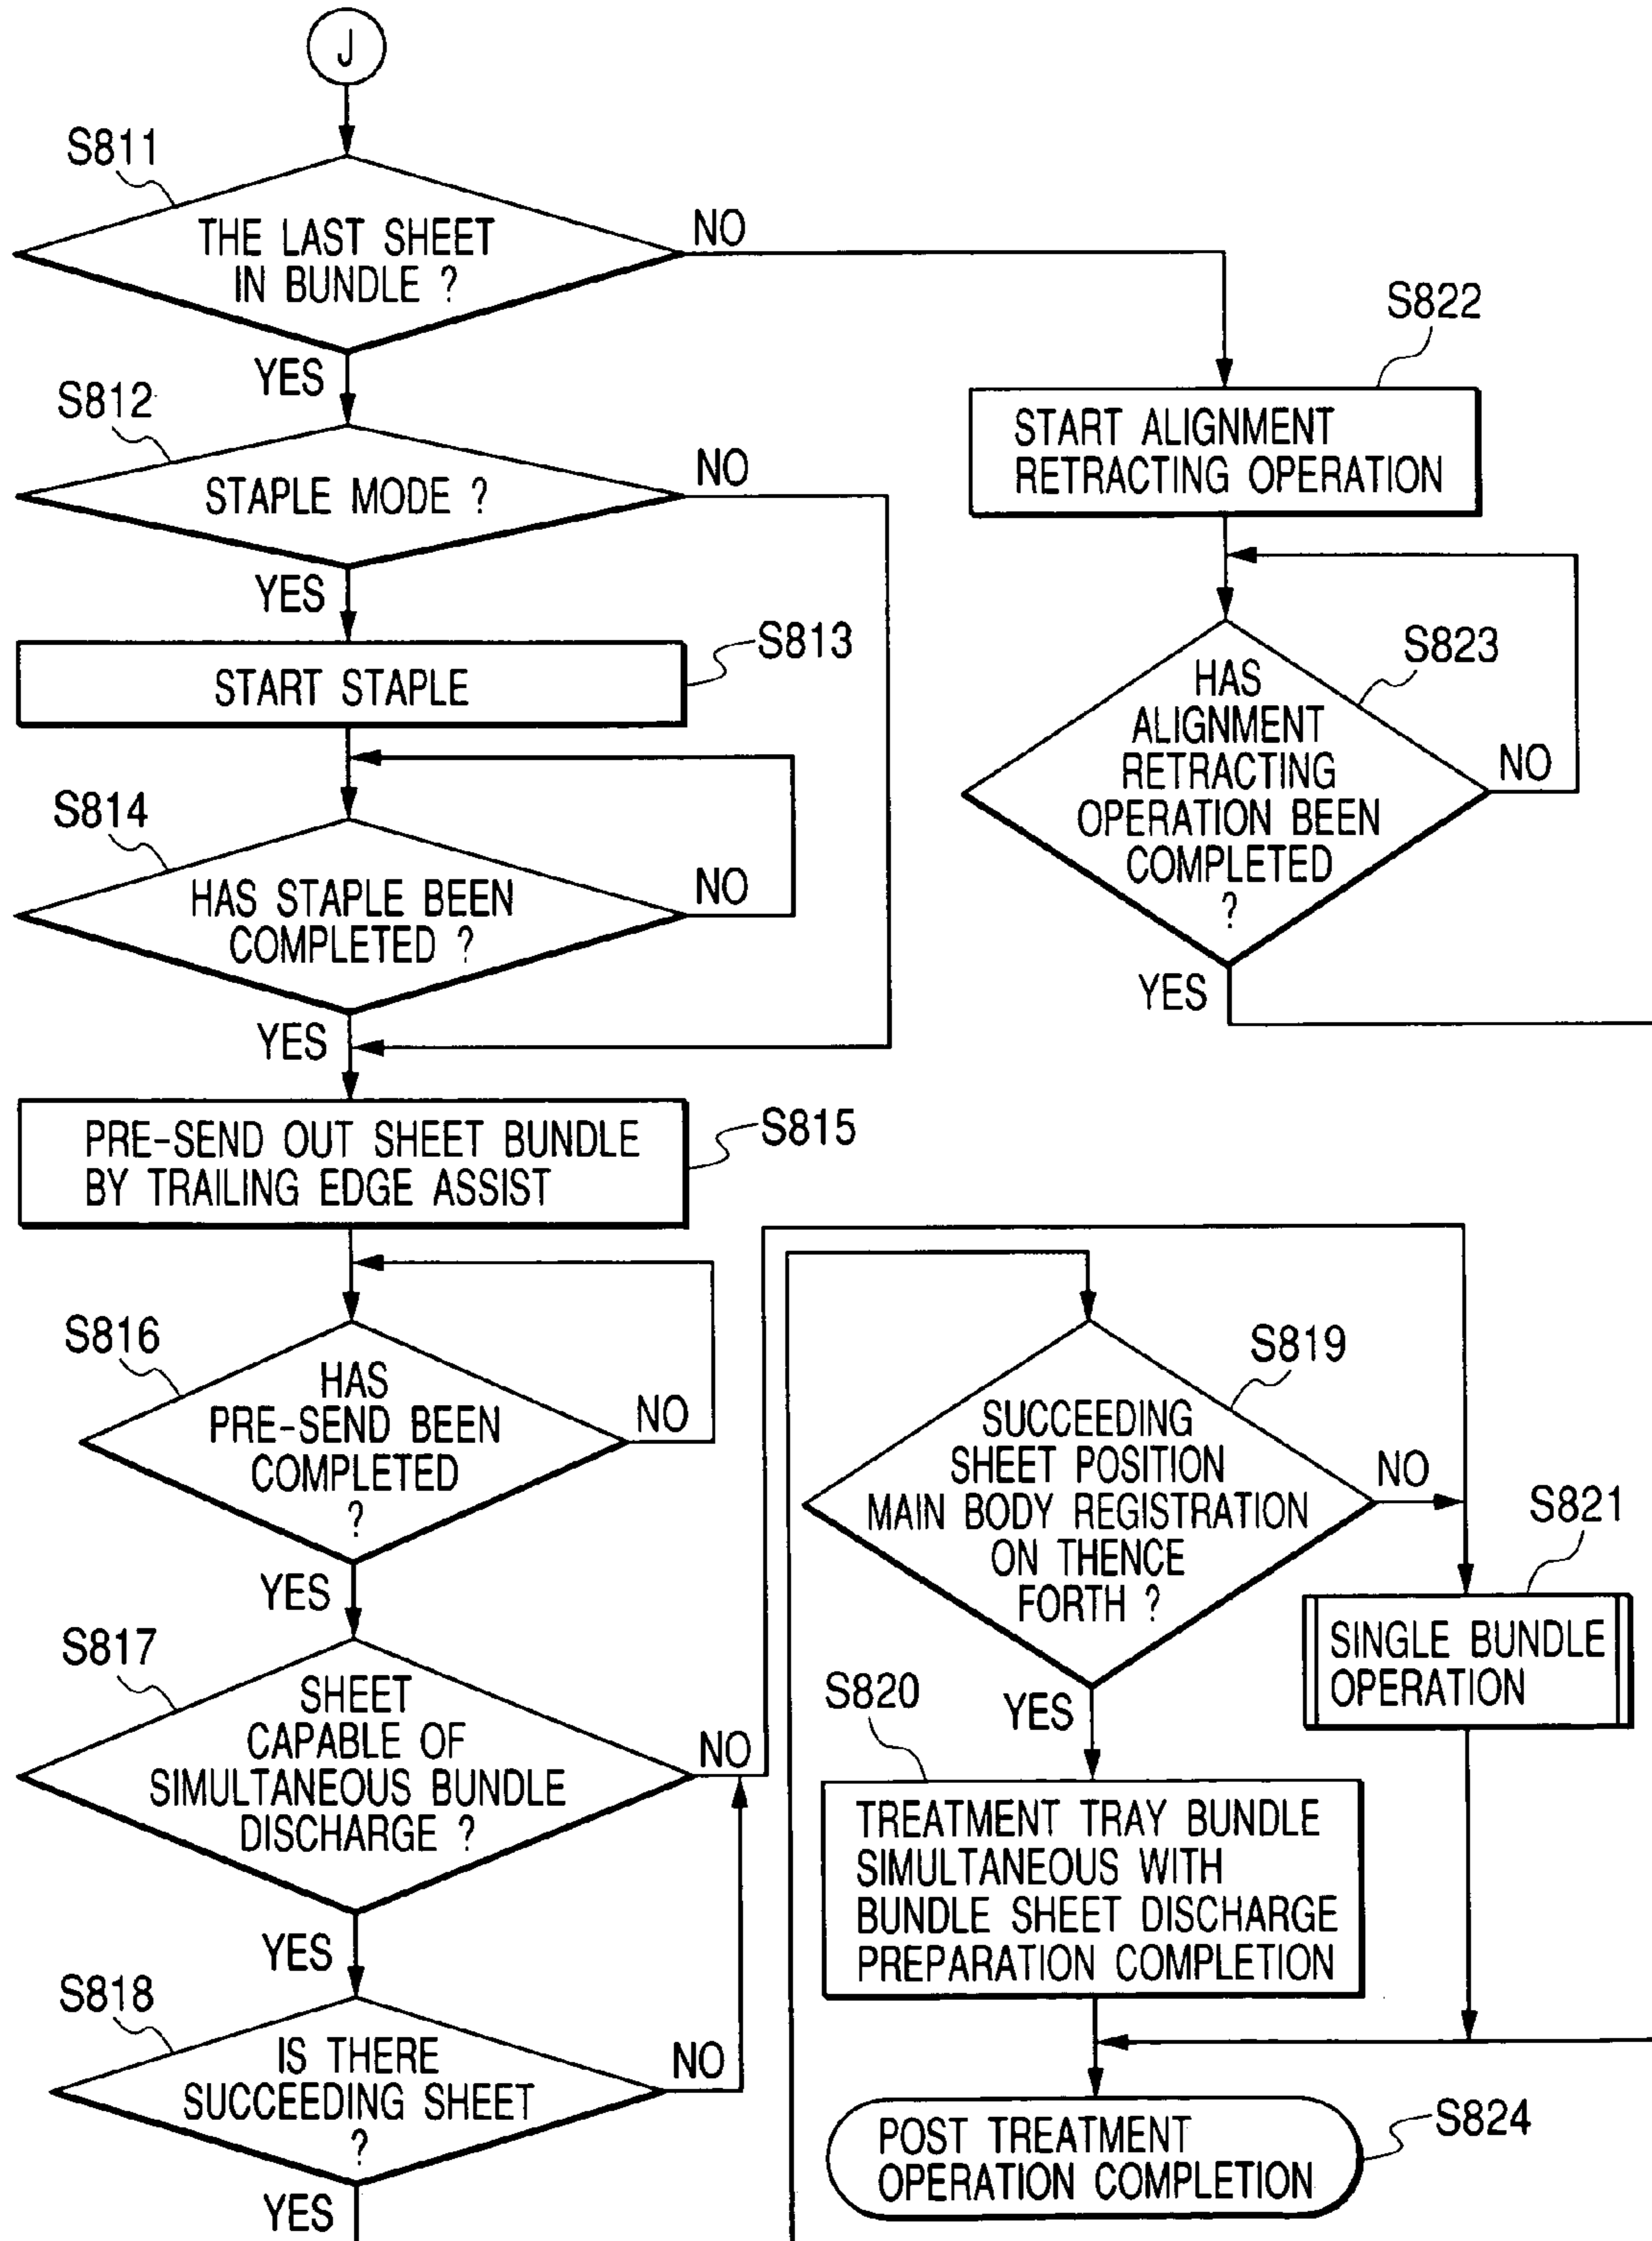 J
S811
THE LAST SHEET
IN BUNDLE ?
NO
YES
S812
STAPLE MODE ?
NO
YES
START STAPLE
S813
S814
HAS STAPLE BEEN
COMPLETED ?
NO
YES
PRE-SEND OUT SHEET BUNDLE
BY TRAILING EDGE ASSIST
S815
S816
HAS
PRE-SEND BEEN
COMPLETED
?
NO
YES
S817
SHEET
CAPABLE OF
SIMULTANEOUS BUNDLE
DISCHARGE ?
NO
YES
S818
IS THERE
SUCCEEDING SHEET
?
NO
YES
S822
START ALIGNMENT
RETRACTING OPERATION
S823
HAS
ALIGNMENT
RETRACTING
OPERATION BEEN
COMPLETED
?
NO
YES
S819
SUCCEEDING
SHEET POSITION
MAIN BODY REGISTRATION
ON THENCE
FORTH ?
NO
YES
S821
SINGLE BUNDLE
OPERATION
S820
TREATMENT TRAY BUNDLE
SIMULTANEOUS WITH
BUNDLE SHEET DISCHARGE
PREPARATION COMPLETION
POST TREATMENT
OPERATION COMPLETION
S824